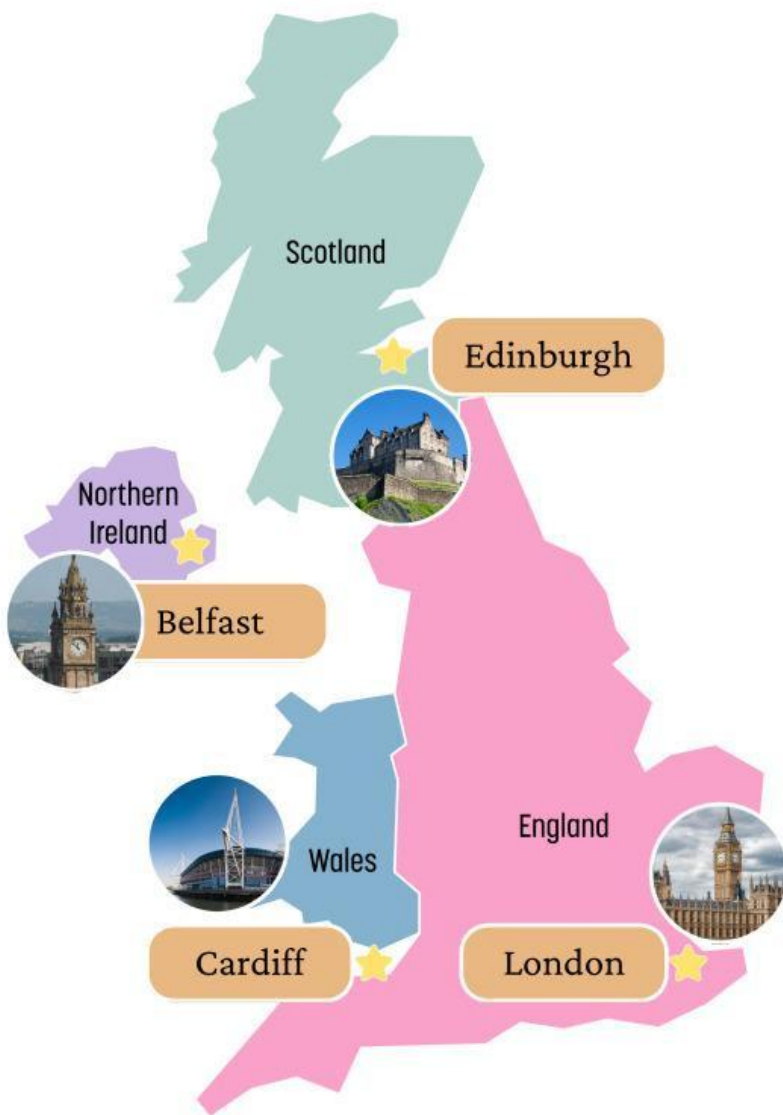 Scotland
Edinburgh
Northern
Ireland
Belfast
England
Wales
Cardiff
London